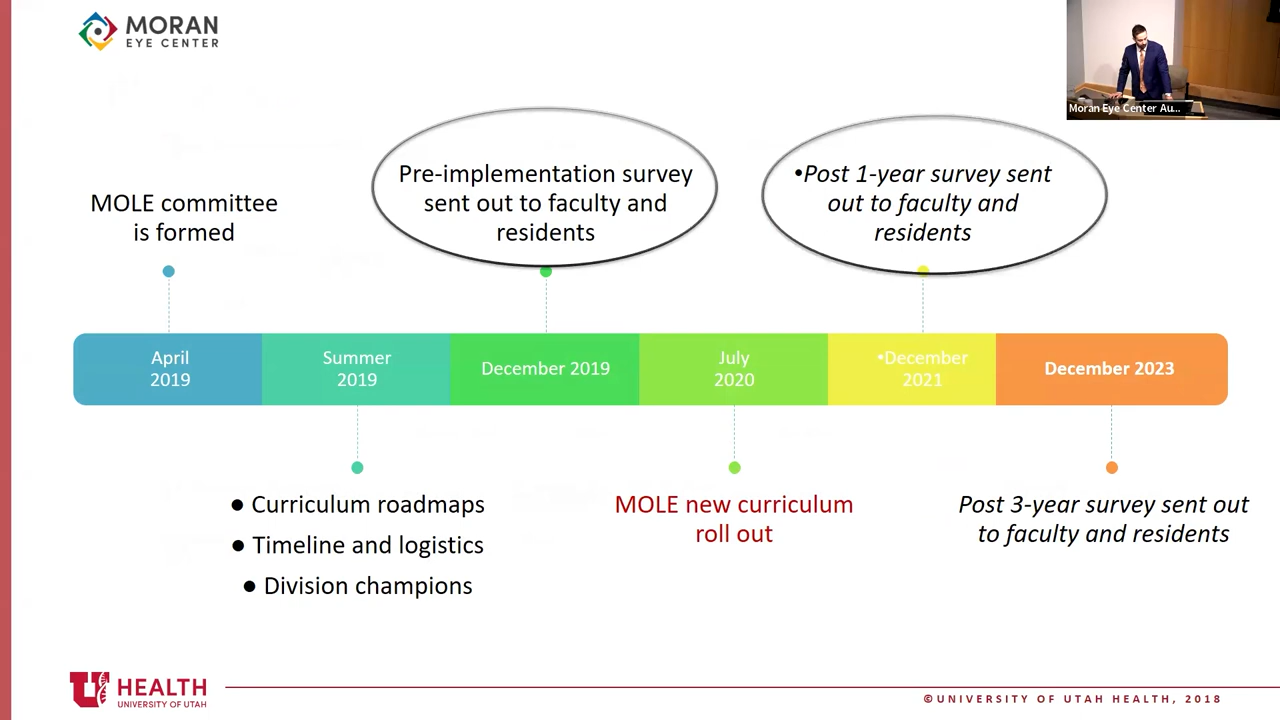 MORAN
EYE CENTER
Moran Eye Center Au...
MOLE committee
is formed
Pre-implementation survey
sent out to faculty and
residents
•Post 1-year survey sent
out to faculty and
residents
April
2019
Summer
2019
December 2019
July
2020
•December
2021
December 2023
● Curriculum roadmaps
● Timeline and logistics
● Division champions
MOLE new curriculum
roll out
Post 3-year survey sent out
to faculty and residents
U HEALTH
UNIVERSITY OF UTAH
©UNIVERSITY OF UTAH HEALTH, 2018